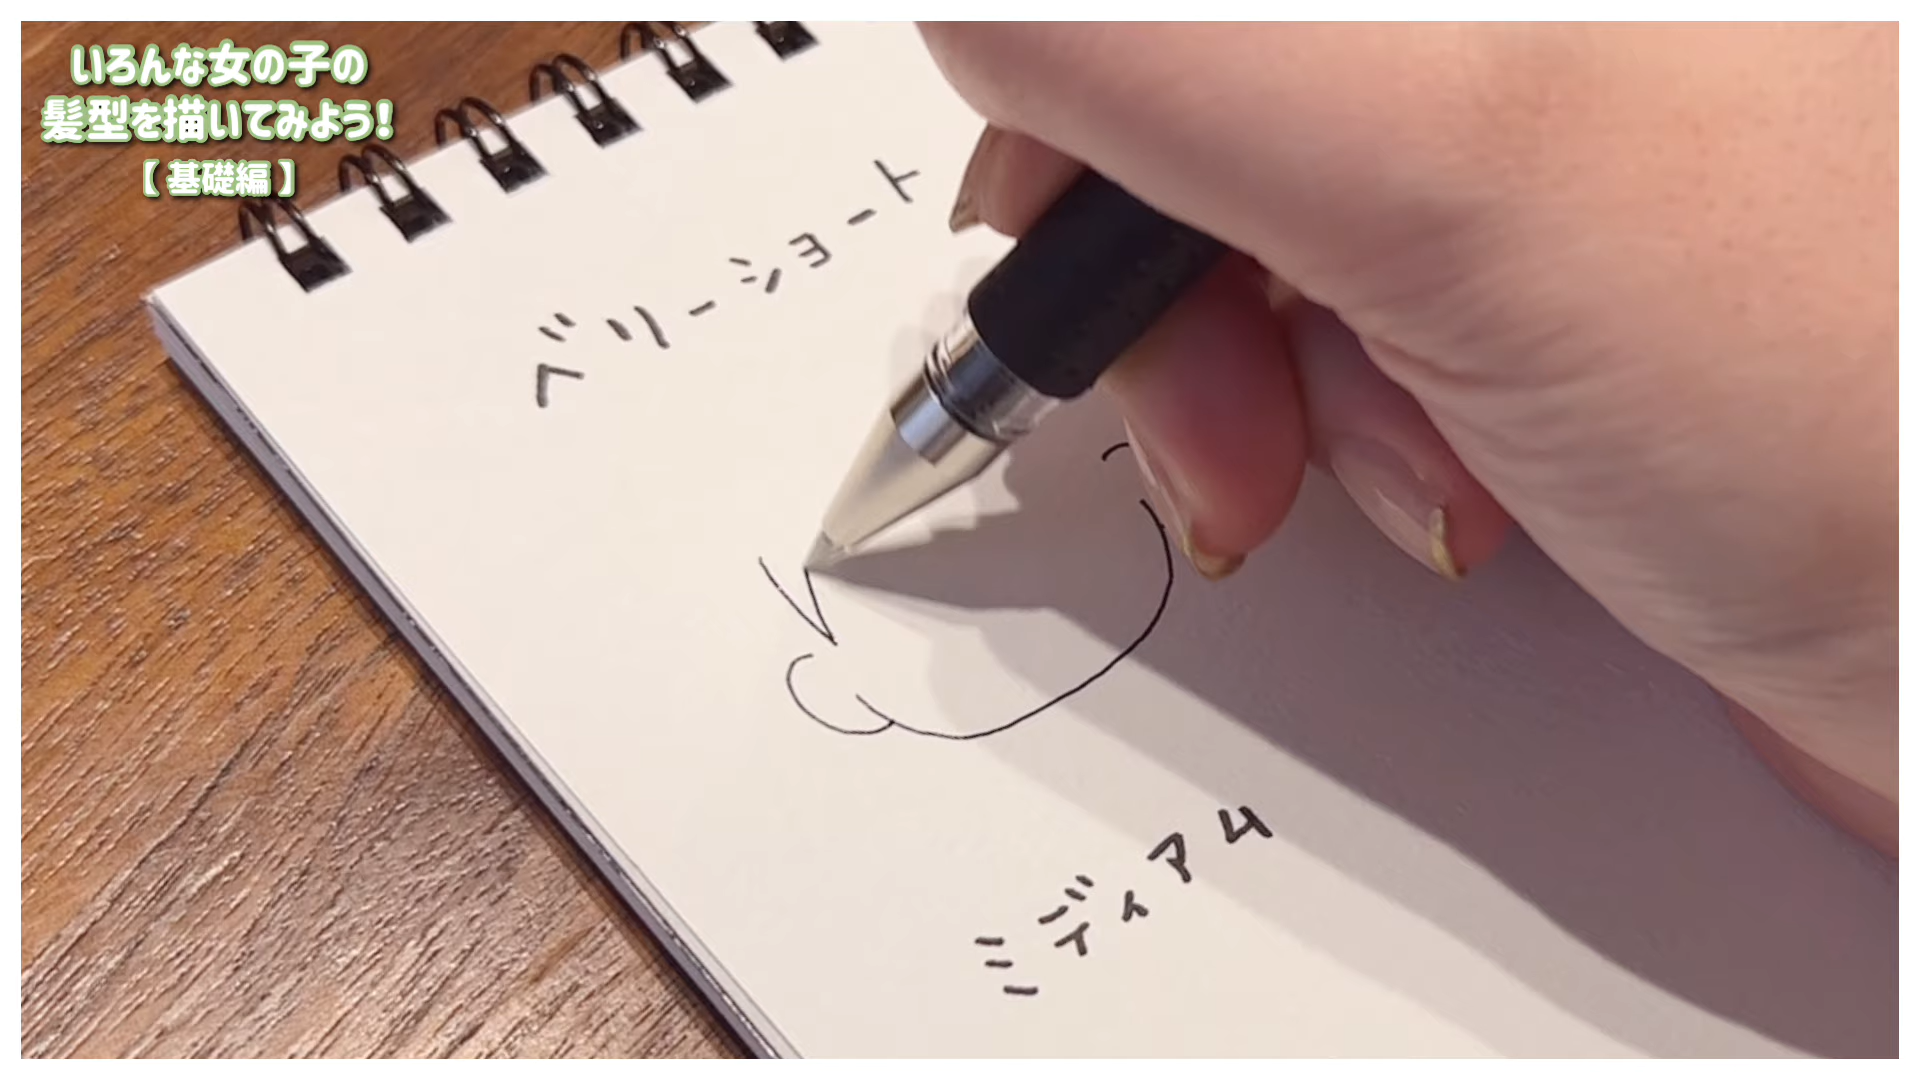 いろんな女の子の
髪型を描いてみよう!
【基礎編】
ベリーショート
ミディアム